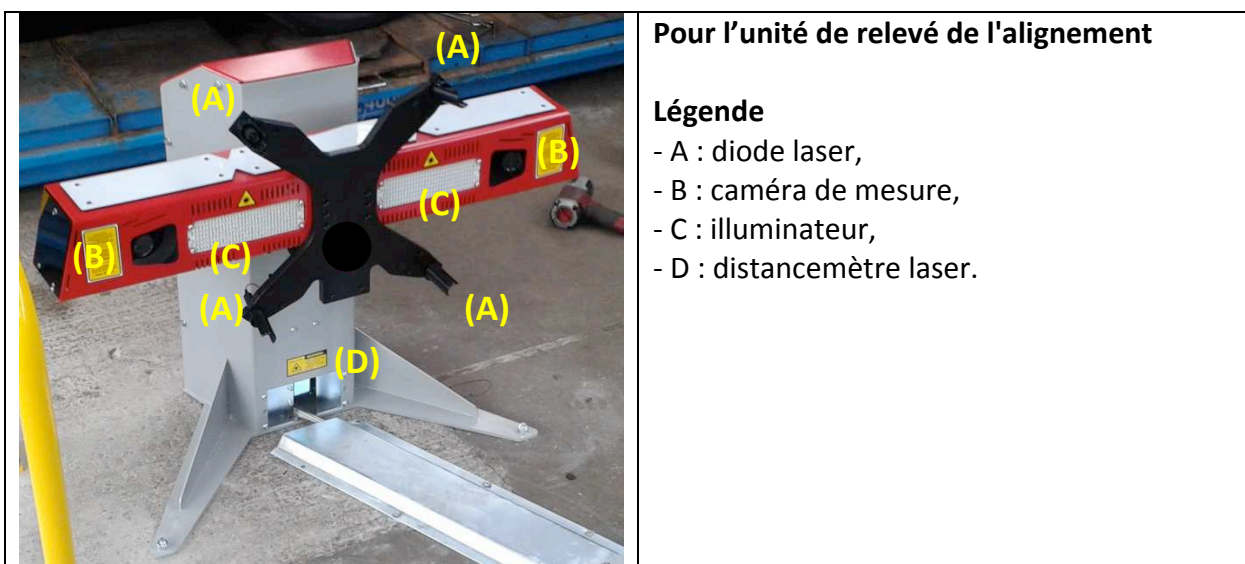 (A)
(A)
(B)
(C)
(C)
(B)
(A)
(A)
(D)
Pour l’unité de relevé de l'alignement
Légende
- A : diode laser,
- B : caméra de mesure,
- C : illuminateur,
- D : distancemètre laser.